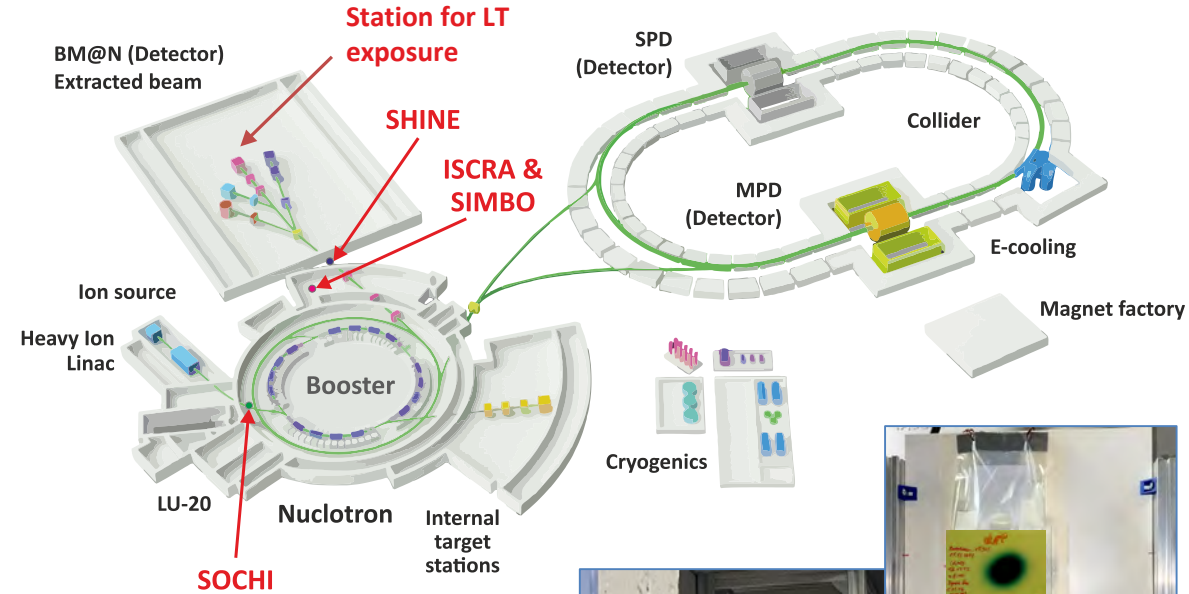 Station for LT
exposure
BM@N (Detector)
Extracted beam
SHINE
ISCRA &
SIMBO
SPD
(Detector)
Collider
MPD
(Detector)
E-cooling
Ion source
Heavy Ion
Linac
Magnet factory
Booster
Cryogenics
LU-20
Nuclotron
Internal
target
stations
SOCHI